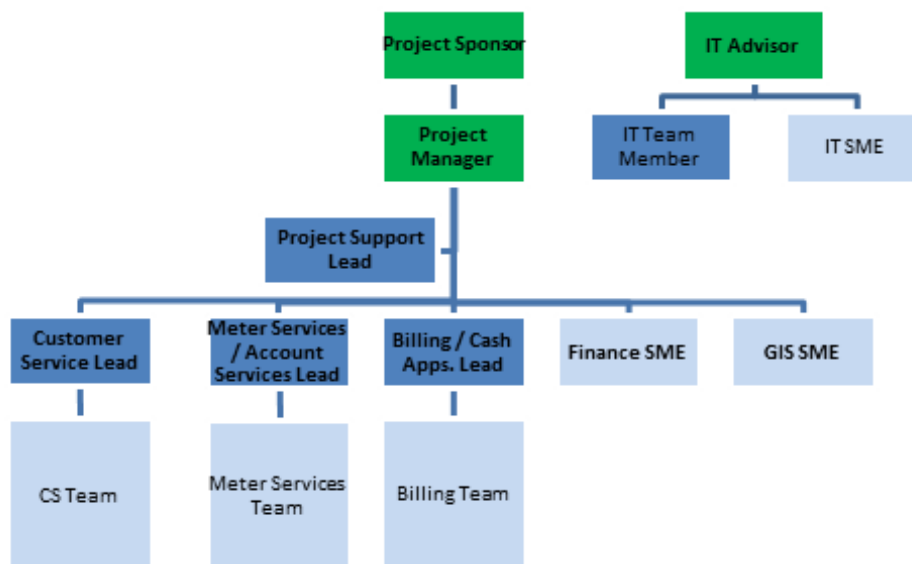 Project Sponsor
IT Advisor
Project
Manager
IT Team
Member
IT SME
Project Support
Lead
Customer
Service Lead
Meter Services
/ Account
Services Lead
Billing / Cash
Apps. Lead
Finance SME
GIS SME
CS Team
Meter Services
Team
Billing Team